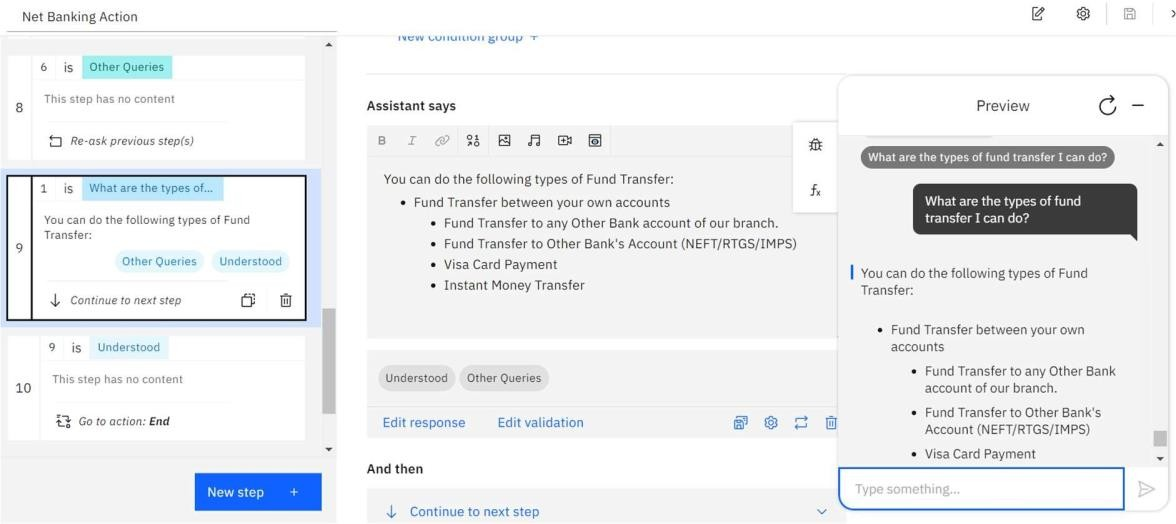 Net Banking Action
6 is Other Queries
8
This step has no content
Re-ask previous step(s)
1 is What are the types of...
9
You can do the following types of Fund
Transfer:
Other Queries Understood
Continue to next step
9 is Understood
10
This step has no content
Go to action: End
New step +
New condition group +
Assistant says
B I
You can do the following types of Fund Transfer:
• Fund Transfer between your own accounts
• Fund Transfer to any Other Bank account of our branch.
• Fund Transfer to Other Bank's Account (NEFT/RTGS/IMPS)
• Visa Card Payment
• Instant Money Transfer
fx
Understood Other Queries
Edit response Edit validation
And then
Continue to next step
Preview
What are the types of fund transfer I can do?
What are the types of fund
transfer I can do?
You can do the following types of Fund
Transfer:
• Fund Transfer between your own
accounts
• Fund Transfer to any Other Bank
account of our branch.
• Fund Transfer to Other Bank's
Account (NEFT/RTGS/IMPS)
• Visa Card Payment
Type something...